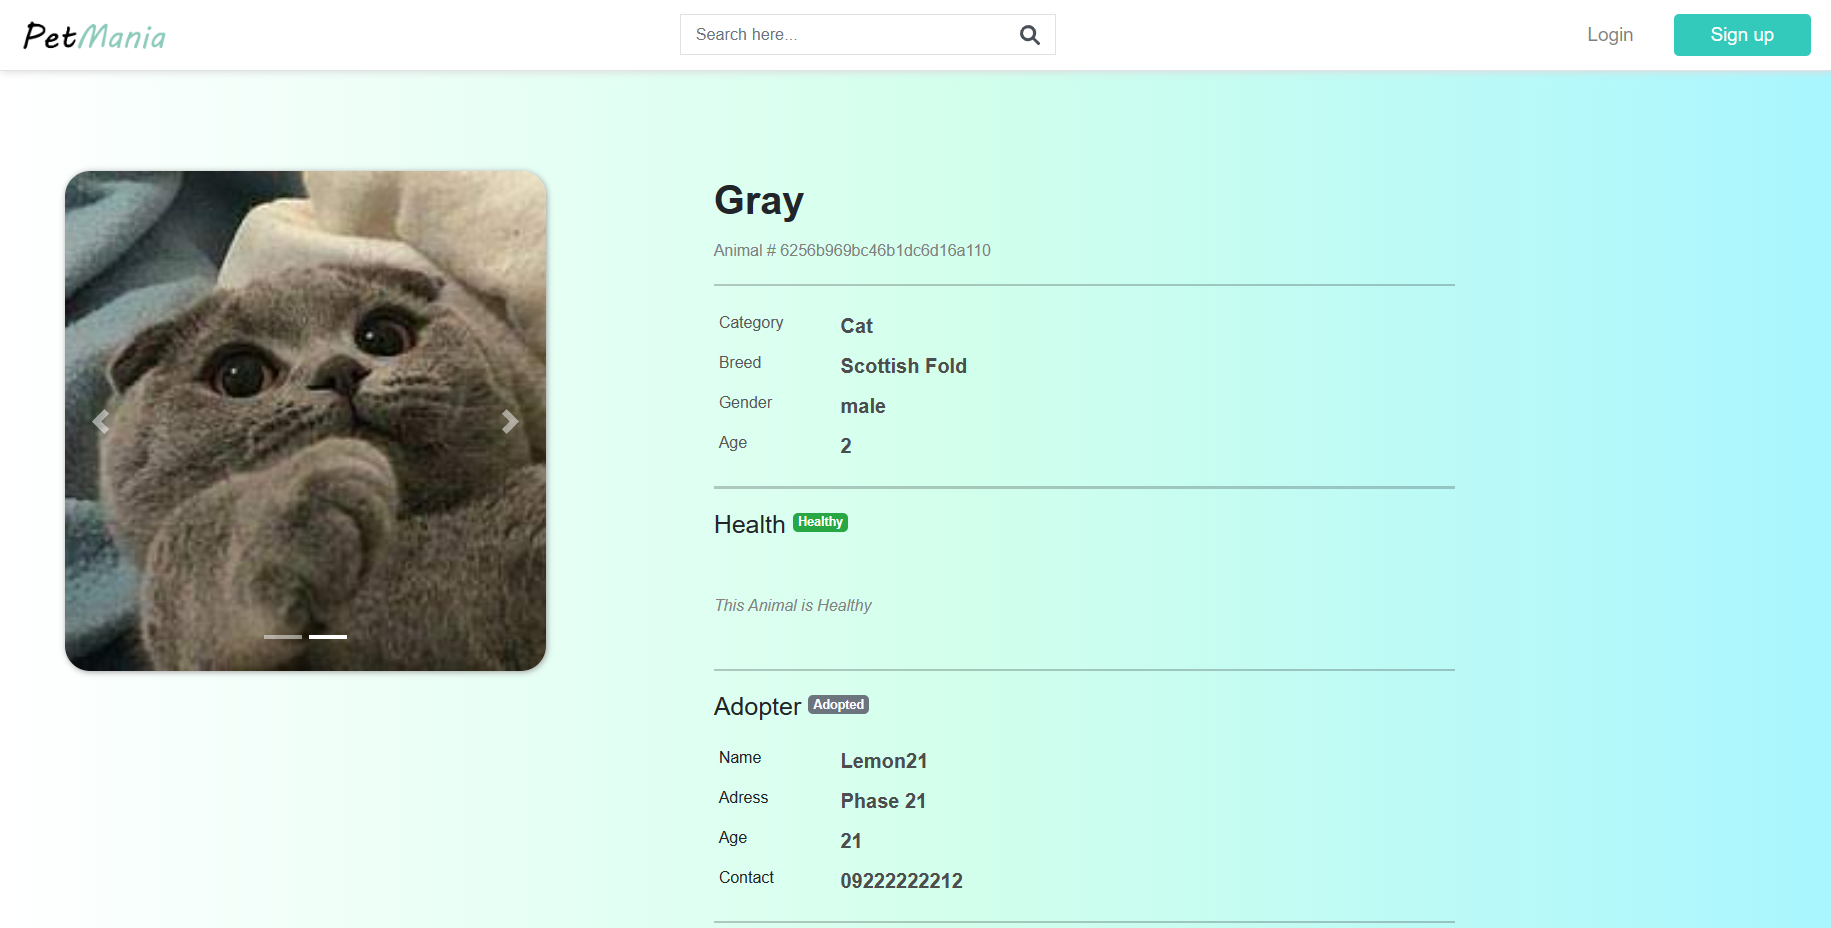 PetMania
Search here...
Login
Sign up
Gray
Animal # 6256b969bc46b1dc6d16a110
Category Cat
Breed Scottish Fold
Gender male
Age 2
Health Healthy
This Animal is Healthy
Adopter Adopted
Name Lemon21
Adress Phase 21
Age 21
Contact 09222222212